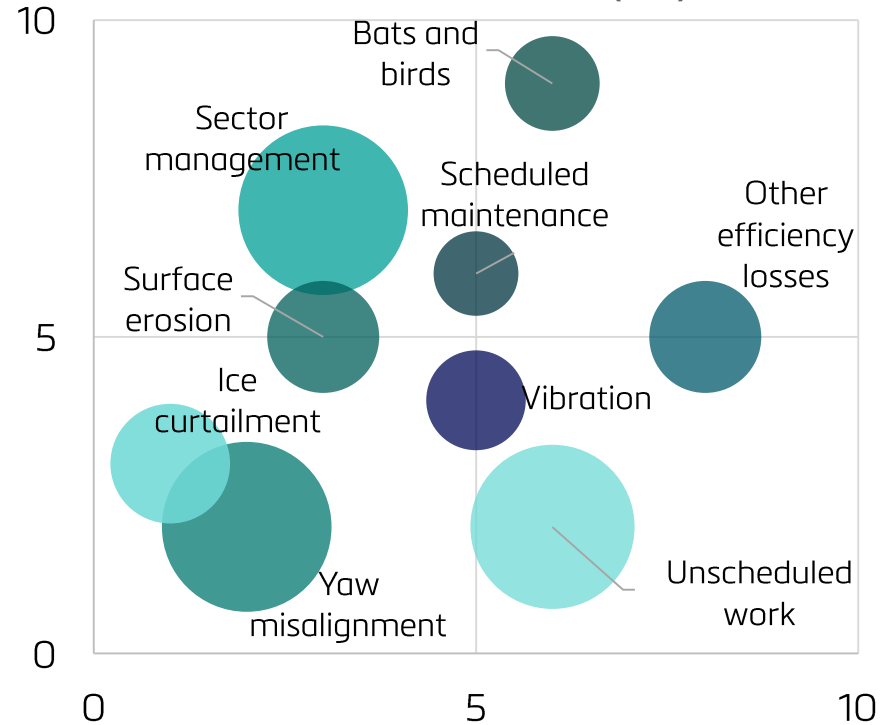 10
Bats and
birds
Sector
management
Scheduled
maintenance
Other
efficiency
losses
Surface
erosion
5
Ice
curtailment
Vibration
Yaw
misalignment
Unscheduled
work
0
0
5
10